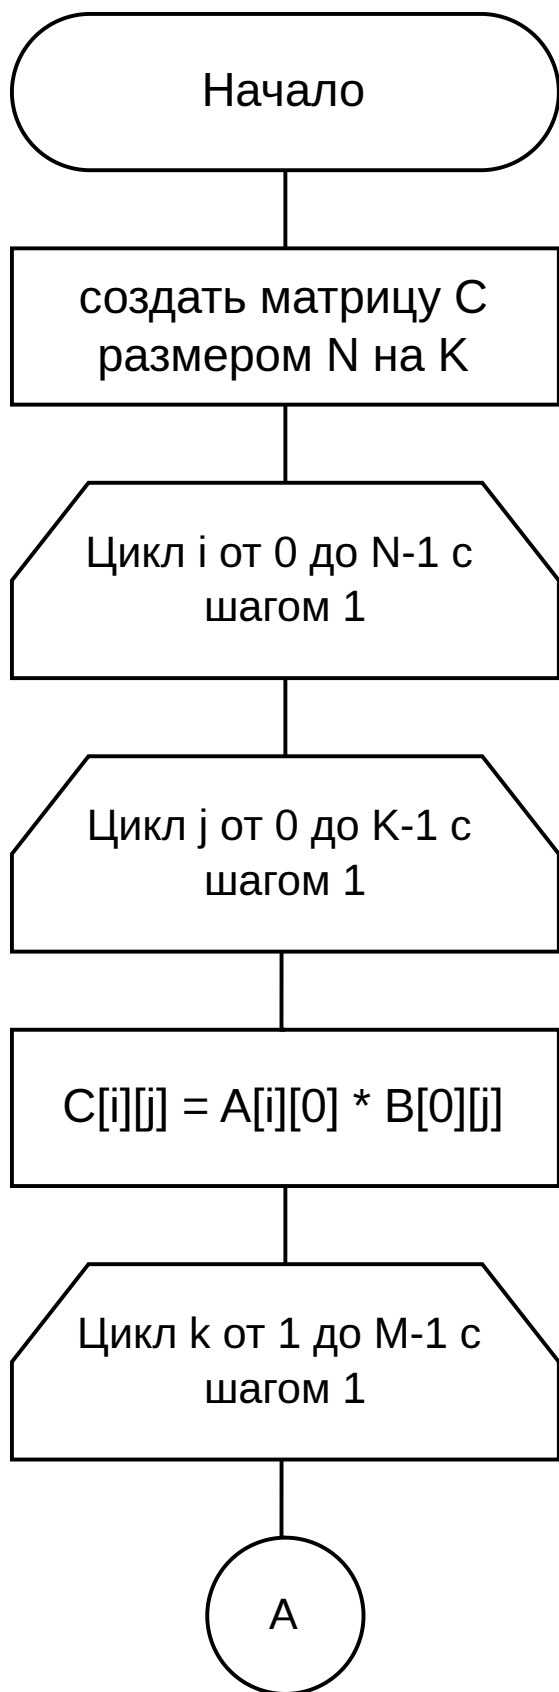 Начало
создать матрицу C
размером N на K
Цикл i от 0 до N-1 с
шагом 1
Цикл j от 0 до K-1 с
шагом 1
C[i][j] = A[i][0] * B[0][j]
Цикл k от 1 до M-1 с
шагом 1
A